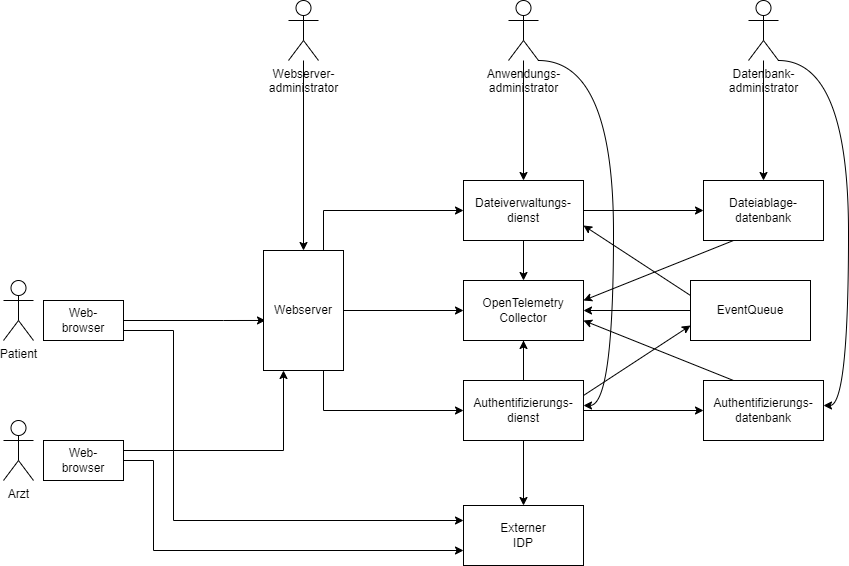 Webserver-
administrator
Anwendungs-
administrator
Datenbank-
administrator
Dateiverwaltungs-
dienst
Dateiablage-
datenbank
Webserver
OpenTelemetry
Collector
EventQueue
Web-
browser
Patient
Authentifizierungs-
dienst
Authentifizierungs-
datenbank
Web-
browser
Arzt
Externer
IDP